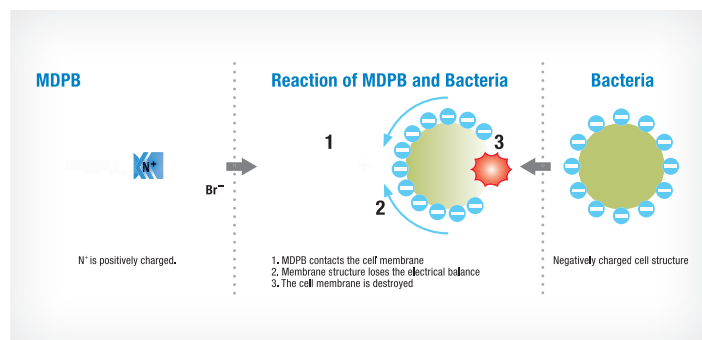 MDPB
Reaction of MDPB and Bacteria
Bacteria
1
3
N⁺
Br⁻
2
N⁺ is positively charged.
1. MDPB contacts the cell membrane
2. Membrane structure loses the electrical balance
3. The cell membrane is destroyed
Negatively charged cell structure